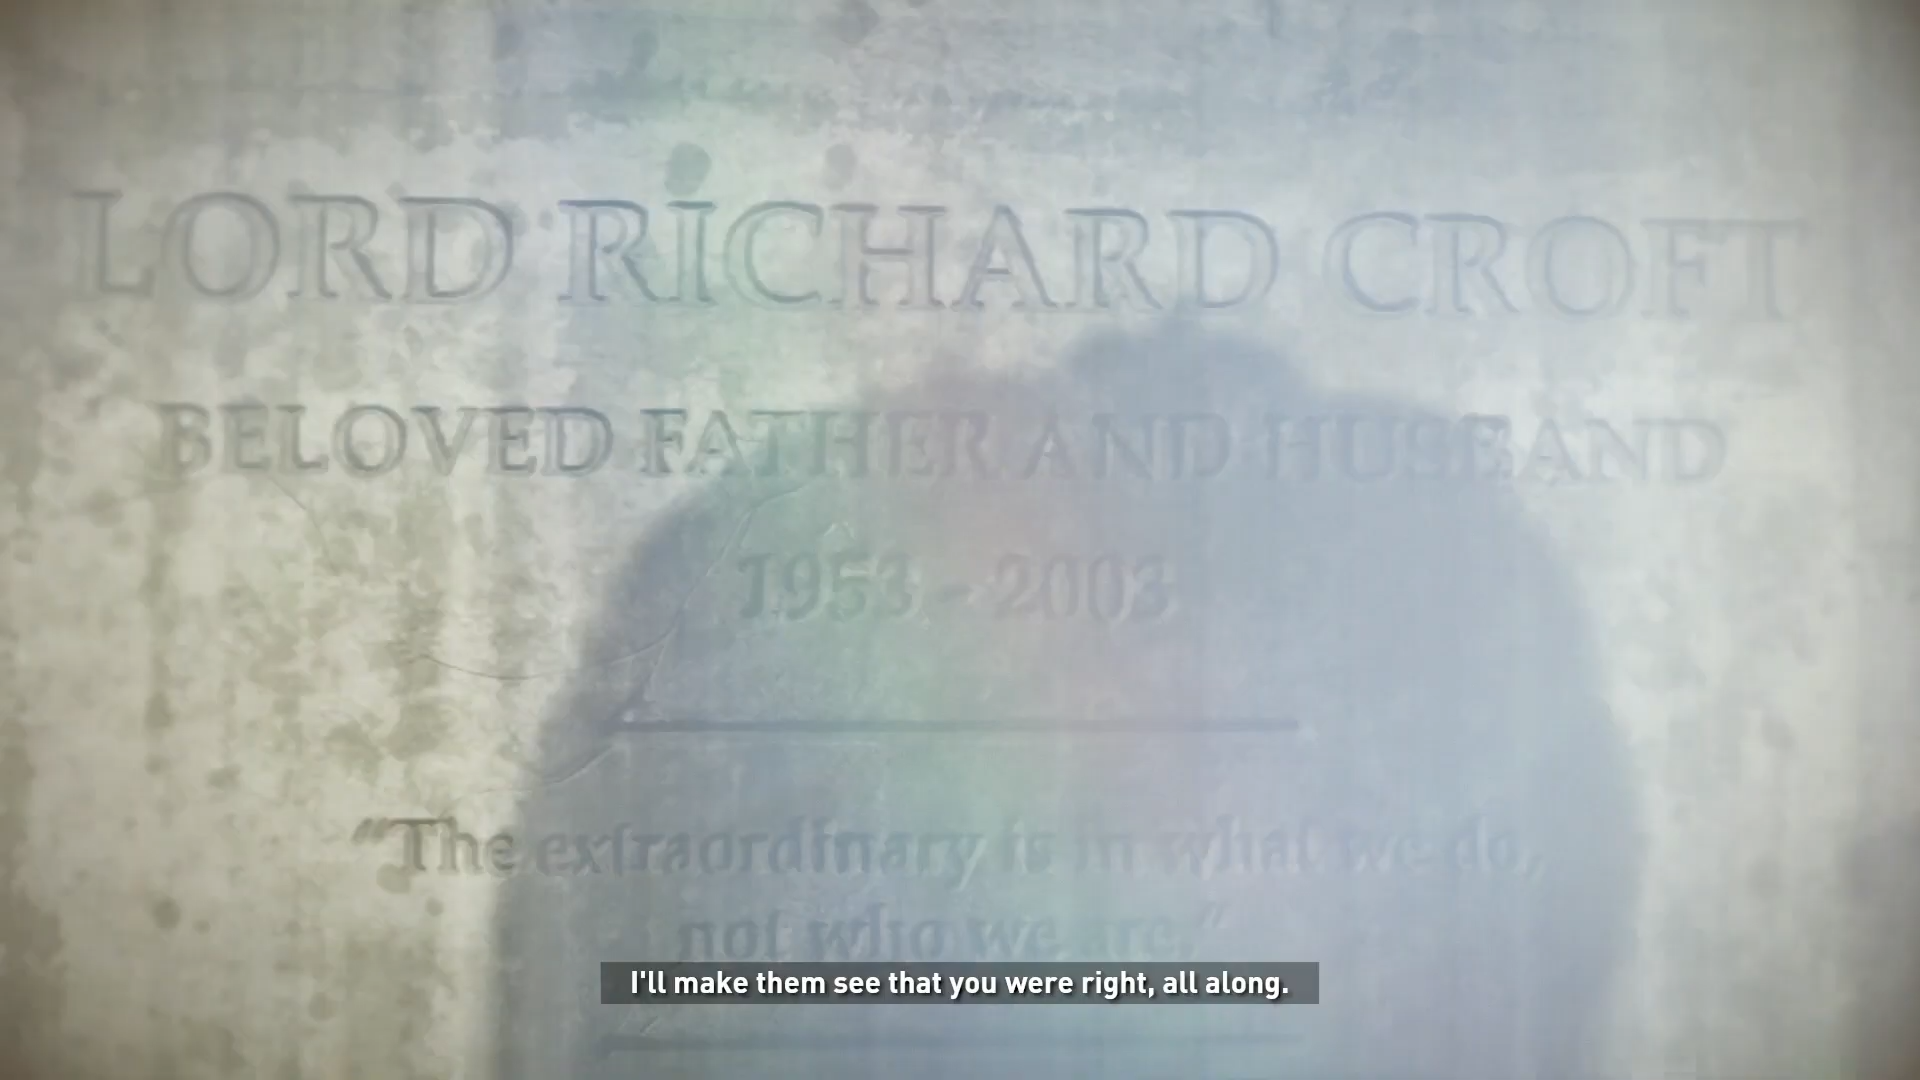 LORD RICHARD CROFT
BELOVED FATHER AND HUSBAND
1953 - 2003
“The extraordinary is in what we do,
not who we are.”
I'll make them see that you were right, all along.